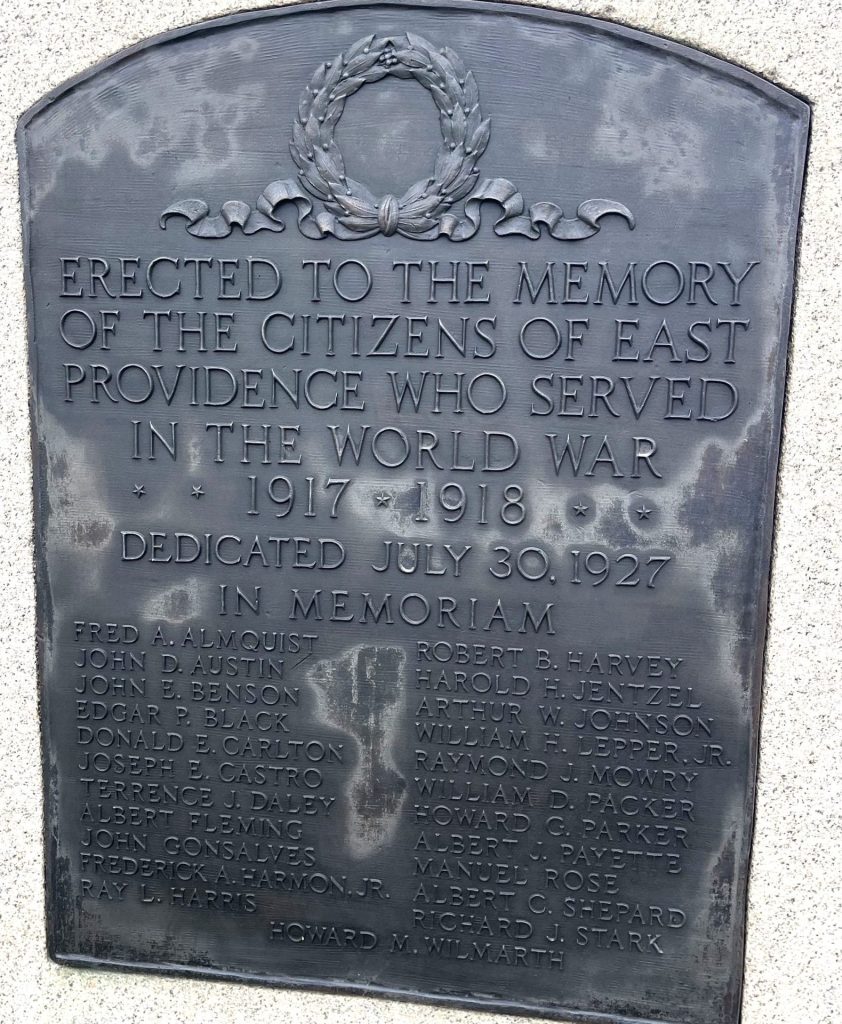 ERECTED TO THE MEMORY
OF THE CITIZENS OF EAST
PROVIDENCE WHO SERVED
IN THE WORLD WAR
* * 1917 * 1918 * *
DEDICATED JULY 30, 1927
IN MEMORIAM
FRED A. ALMQUIST
JOHN D. AUSTIN
JOHN E. BENSON
EDGAR P. BLACK
DONALD E. CARLTON
JOSEPH E. CASTRO
TERRENCE J. DALEY
ALBERT FLEMING
JOHN GONSALVES
FREDERICK A. HARMON, JR.
RAY L. HARRIS
ROBERT B. HARVEY
HAROLD H. JENTZEL
ARTHUR W. JOHNSON
WILLIAM H. LEPPER, JR.
RAYMOND J. MOWRY
WILLIAM D. PACKER
HOWARD G. PARKER
ALBERT J. PAYETTE
MANUEL ROSE
ALBERT C. SHEPARD
RICHARD J. STARK
HOWARD M. WILMARTH